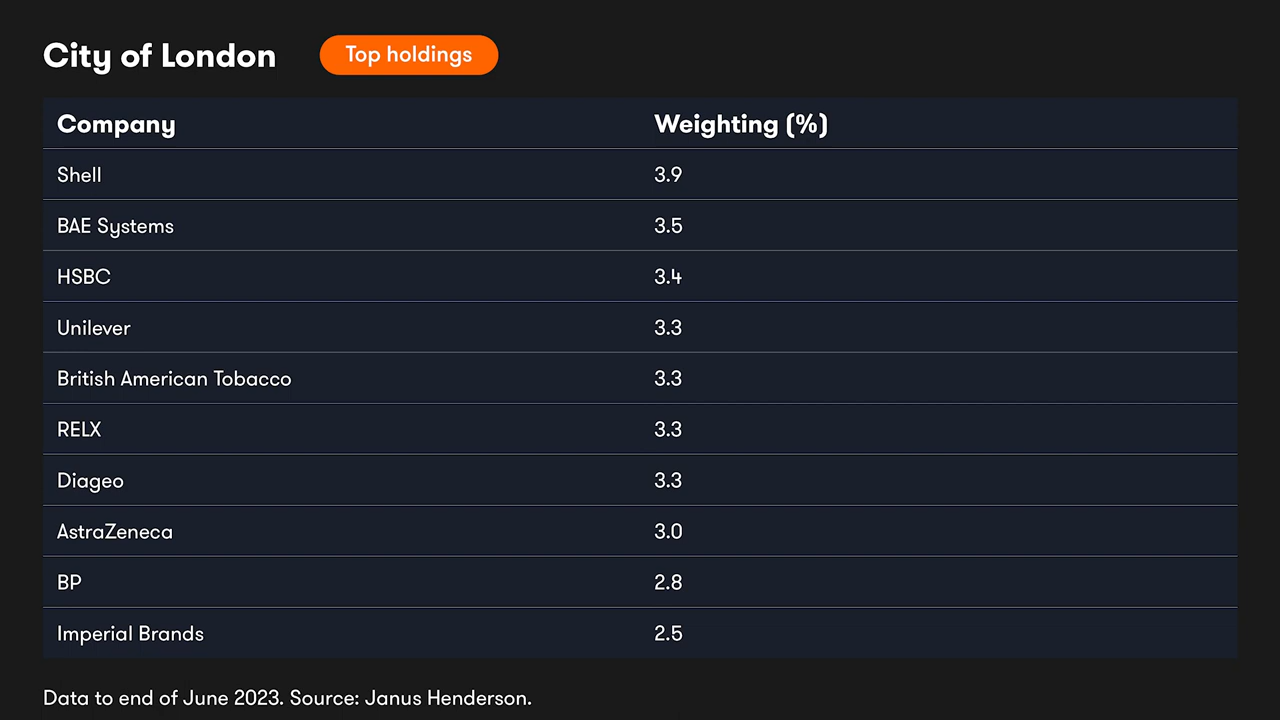 City of London Top holdings
Company Weighting (%)
Shell 3.9
BAE Systems 3.5
HSBC 3.4
Unilever 3.3
British American Tobacco 3.3
RELX 3.3
Diageo 3.3
AstraZeneca 3.0
BP 2.8
Imperial Brands 2.5
Data to end of June 2023. Source: Janus Henderson.